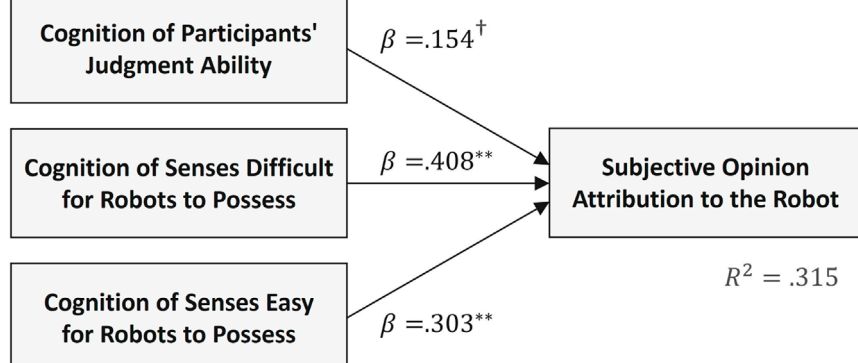 Cognition of Participants'
Judgment Ability
β =.154†
Cognition of Senses Difficult
for Robots to Possess
β =.408**
Subjective Opinion
Attribution to the Robot
R² = .315
Cognition of Senses Easy
for Robots to Possess
β =.303**